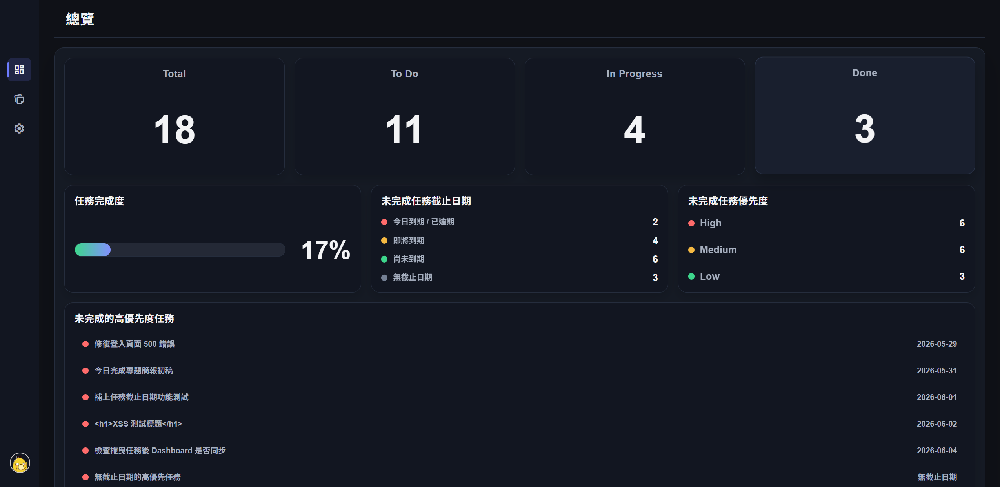 總覽
Total
To Do
In Progress
Done
18
11
4
3
任務完成度
17%
未完成任務截止日期
今日到期 / 已逾期 2
即將到期 4
尚未到期 6
無截止日期 3
未完成任務優先度
High 6
Medium 6
Low 3
未完成的高優先度任務
修復登入頁面 500 錯誤 2026-05-29
今日完成專題簡報初稿 2026-05-31
補上任務截止日期功能測試 2026-06-01
<h1>XSS 測試標題</h1> 2026-06-02
檢查拖曳任務後 Dashboard 是否同步 2026-06-04
無截止日期的高優先任務 無截止日期